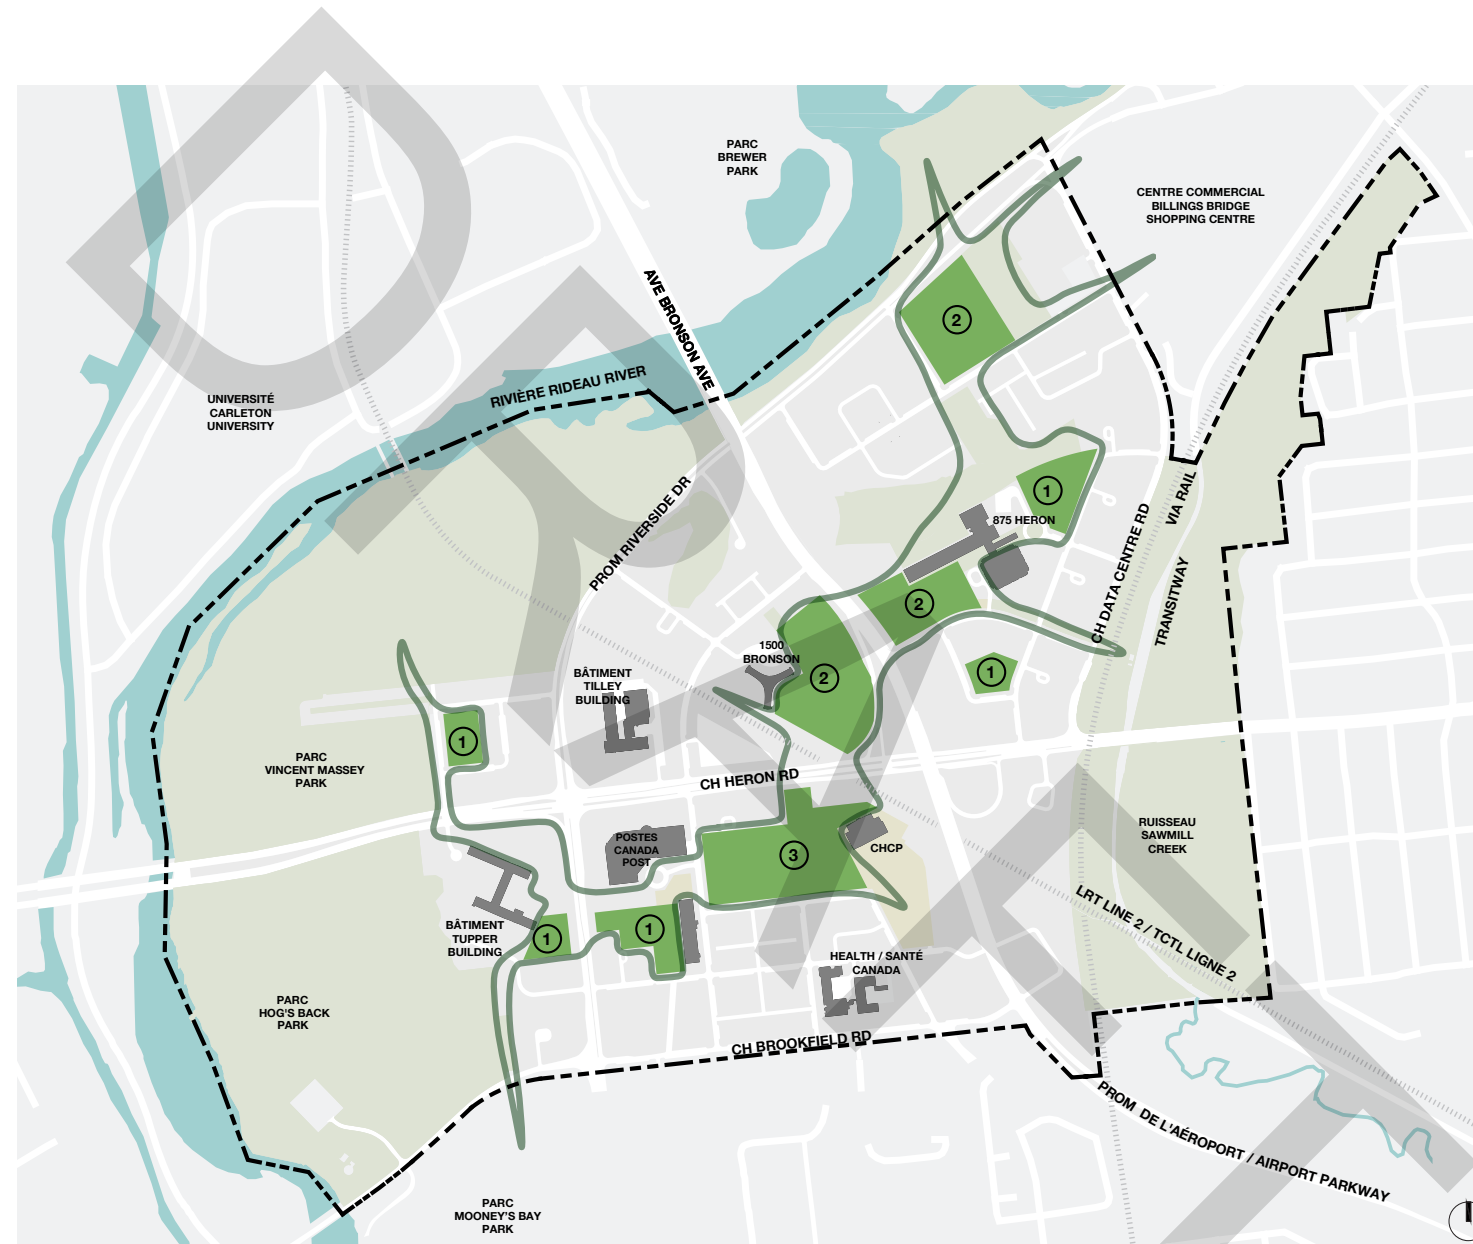 PARC
BREWER
PARK
CENTRE COMMERCIAL
BILLINGS BRIDGE
SHOPPING CENTRE
AVE BRONSON AVE
2
RIVIÈRE RIDEAU RIVER
UNIVERSITÉ
CARLETON
UNIVERSITY
PROM RIVERSIDE DR
1
875 HERON
VIA RAIL
CH DATA CENTRE RD
TRANSITWAY
2
1500
BRONSON
2
1
BÂTIMENT
TILLEY
BUILDING
1
PARC
VINCENT MASSEY
PARK
CH HERON RD
POSTES
CANADA
POST
3
CHCP
RUISSEAU
SAWMILL
CREEK
LRT LINE 2 / TCTL LIGNE 2
BÂTIMENT
TUPPER
BUILDING
1
1
HEALTH / SANTÉ
CANADA
PARC
HOG'S BACK
PARK
CH BROOKFIELD RD
PROM DE L'AÉROPORT / AIRPORT PARKWAY
PARC
MOONEY'S BAY
PARK
DRAFT